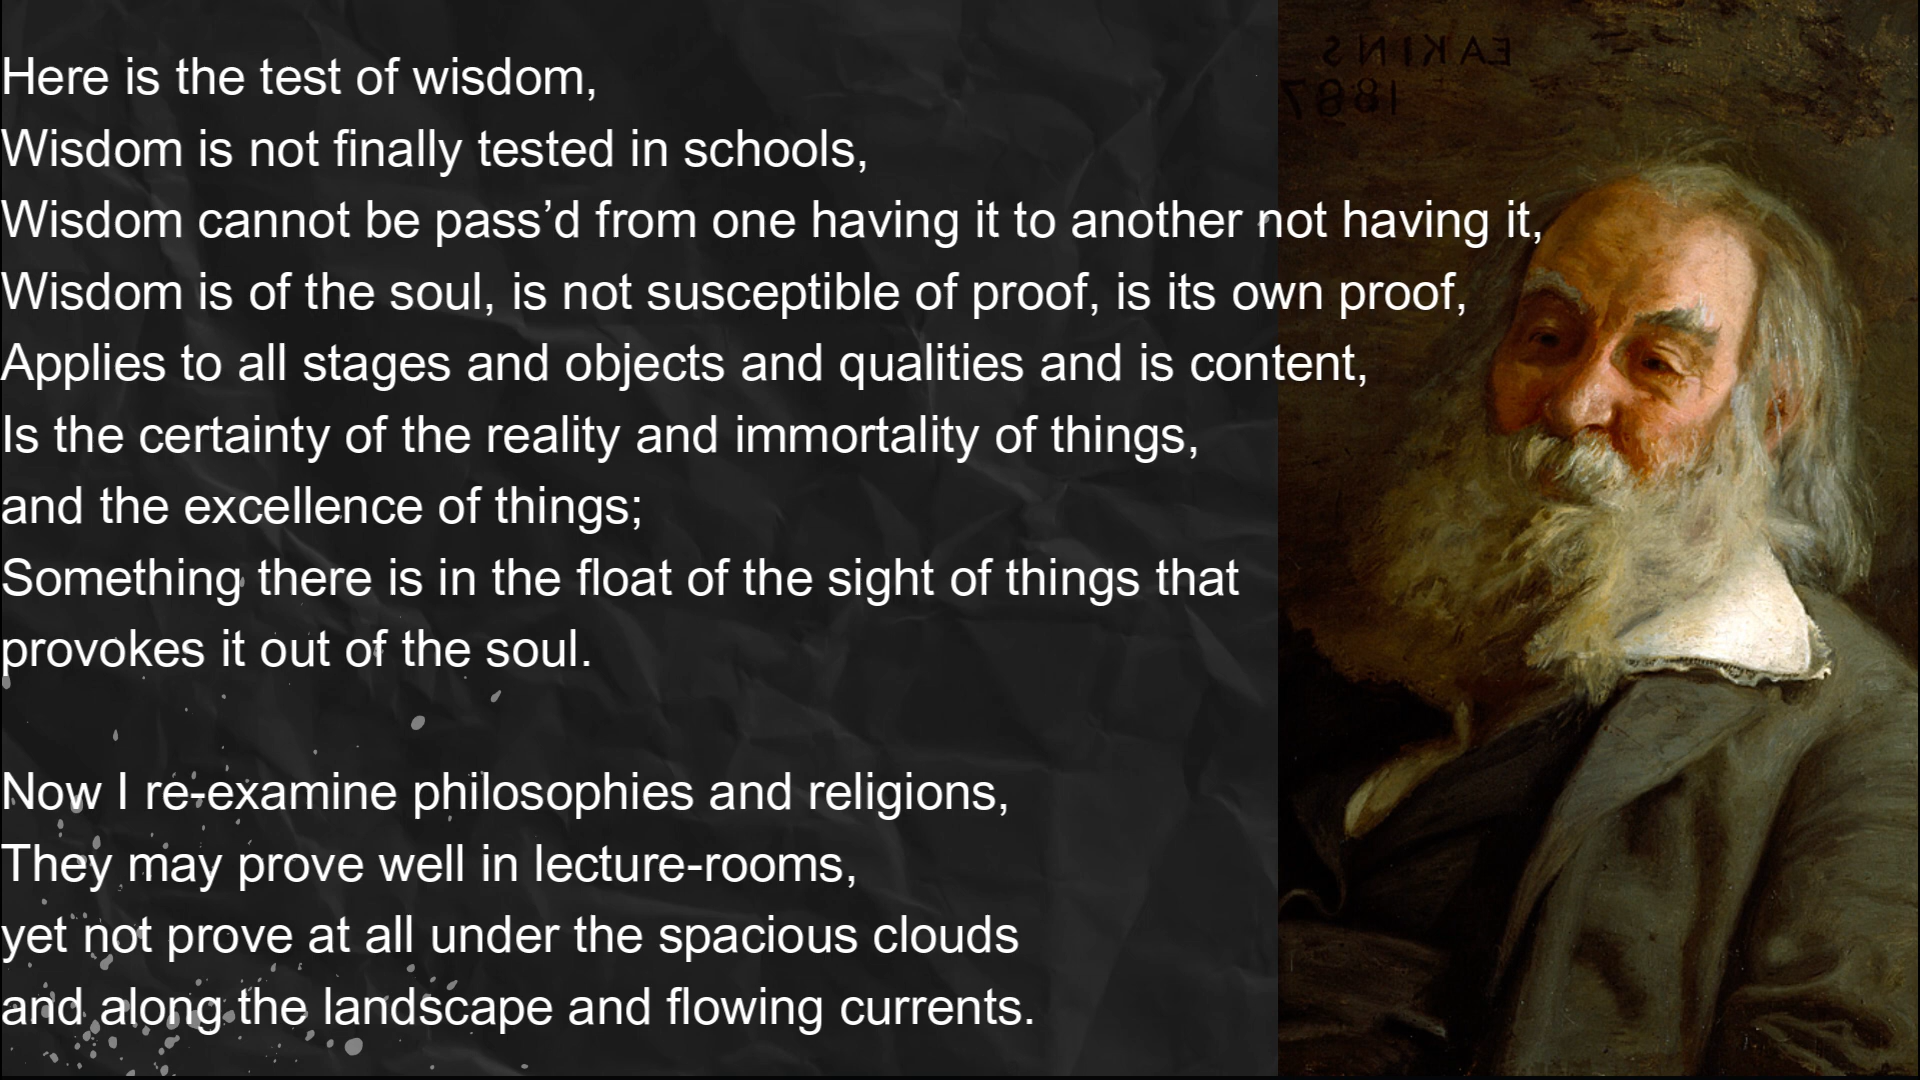 Here is the test of wisdom,
Wisdom is not finally tested in schools,
Wisdom cannot be pass’d from one having it to another not having it,
Wisdom is of the soul, is not susceptible of proof, is its own proof,
Applies to all stages and objects and qualities and is content,
Is the certainty of the reality and immortality of things,
and the excellence of things;
Something there is in the float of the sight of things that
provokes it out of the soul.
Now I re-examine philosophies and religions,
They may prove well in lecture-rooms,
yet not prove at all under the spacious clouds
and along the landscape and flowing currents.
EAKINS
1887